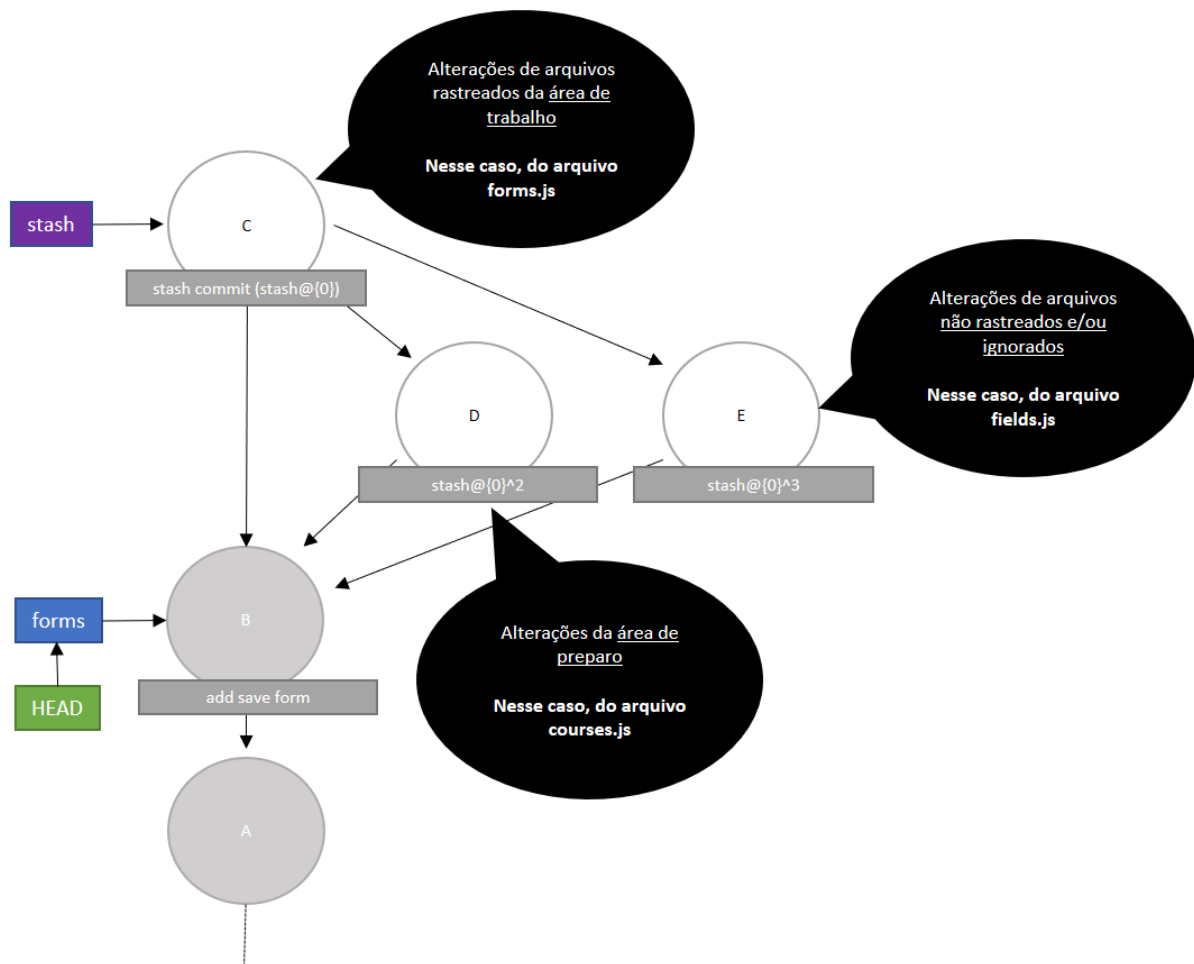 Alterações de arquivos
rastreados da área de
trabalho
Nesse caso, do arquivo
forms.js
stash
C
stash commit (stash@{0})
Alterações de arquivos
não rastreados e/ou
ignorados
Nesse caso, do arquivo
fields.js
D
E
stash@{0}^2
stash@{0}^3
forms
B
HEAD
add save form
Alterações da área de
preparo
Nesse caso, do arquivo
courses.js
A